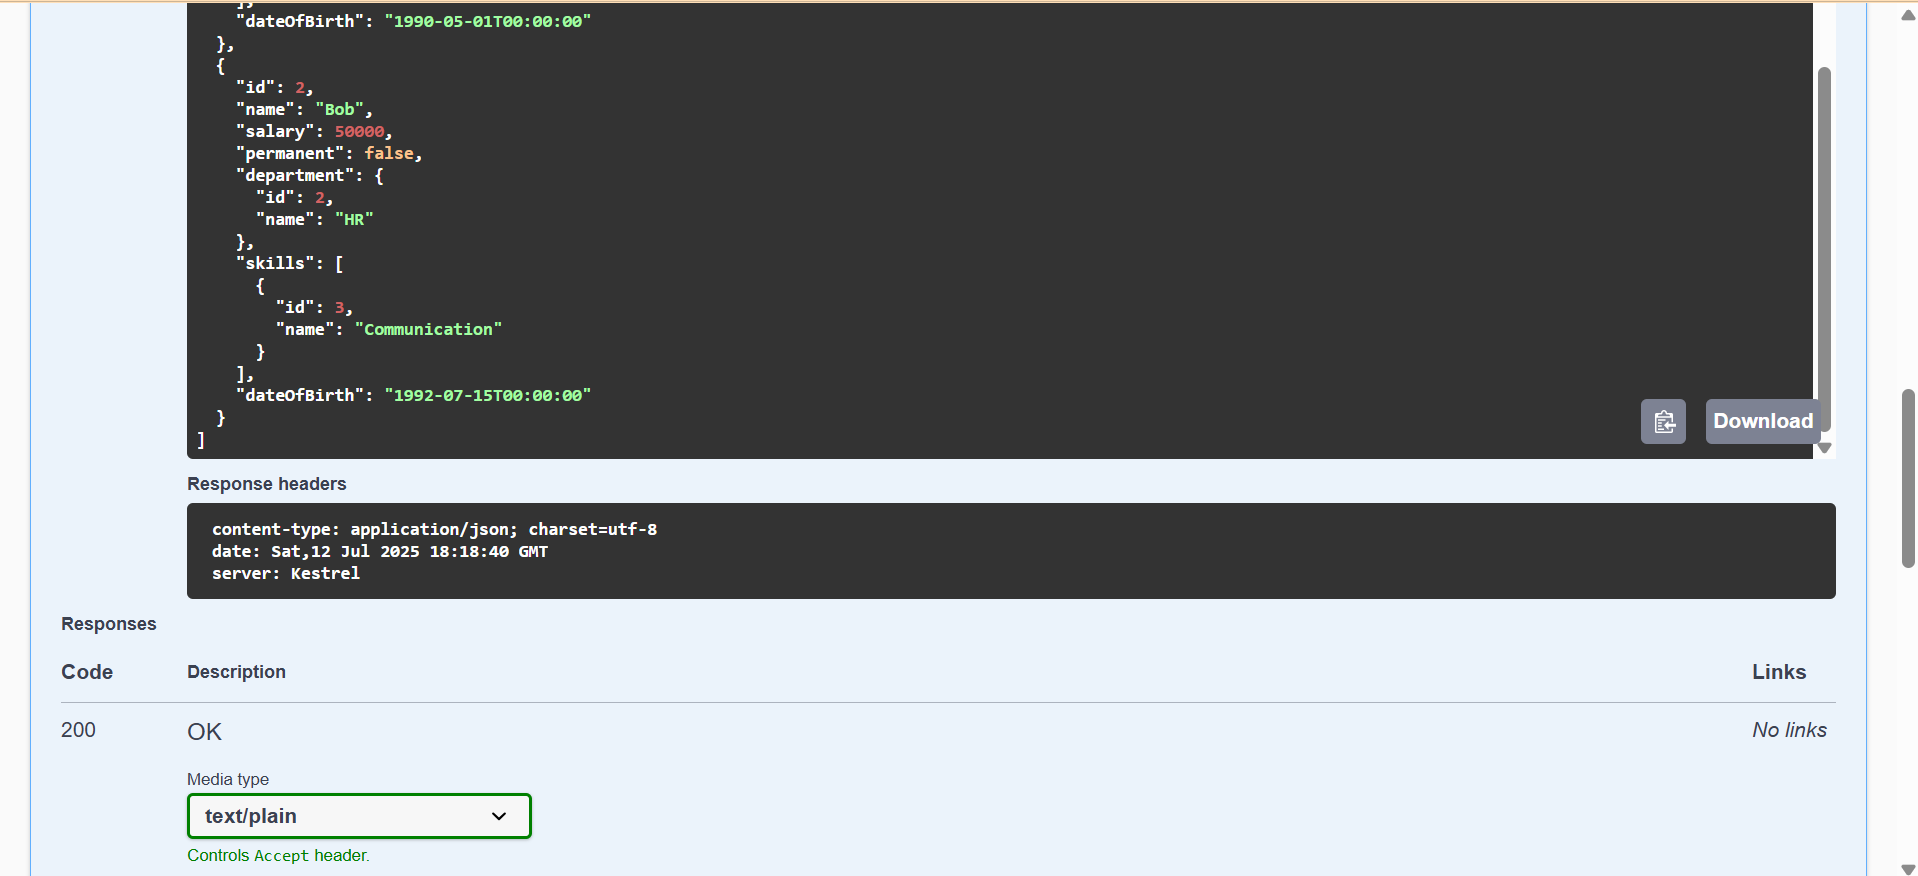 ],
"dateOfBirth": "1990-05-01T00:00:00"
},
{
"id": 2,
"name": "Bob",
"salary": 50000,
"permanent": false,
"department": {
"id": 2,
"name": "HR"
},
"skills": [
{
"id": 3,
"name": "Communication"
}
],
"dateOfBirth": "1992-07-15T00:00:00"
}
]
Download
Response headers
content-type: application/json; charset=utf-8
date: Sat,12 Jul 2025 18:18:40 GMT
server: Kestrel
Responses
Code Description Links
200 OK No links
Media type
text/plain
Controls Accept header.